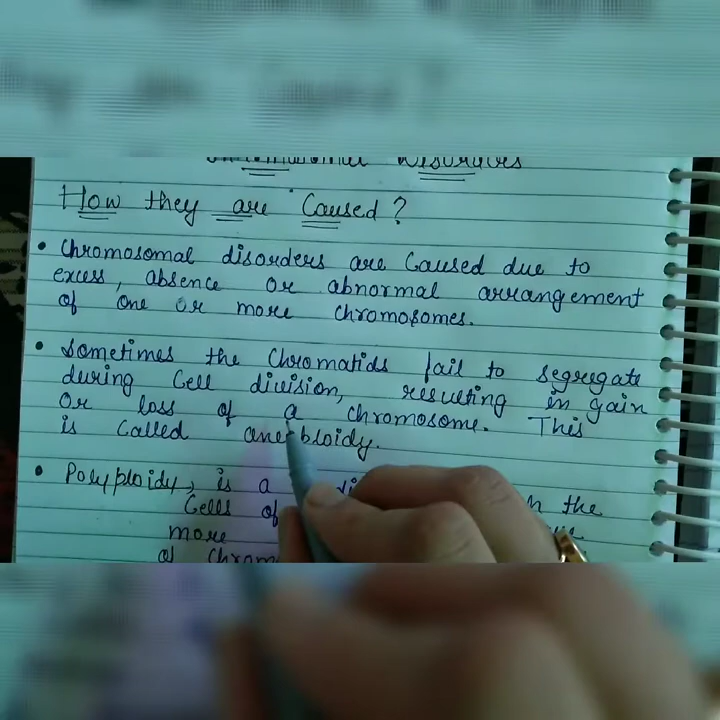 How they are Caused?
• Chromosomal disorders are Caused due to
excess, absence or abnormal arrangement
of one or more chromosomes.
• Sometimes the Chromatids fail to segregate
during Cell division, resulting in gain
or loss of a chromosome. This
is Called
• Polyploidy, is a
Cells of the
more
of